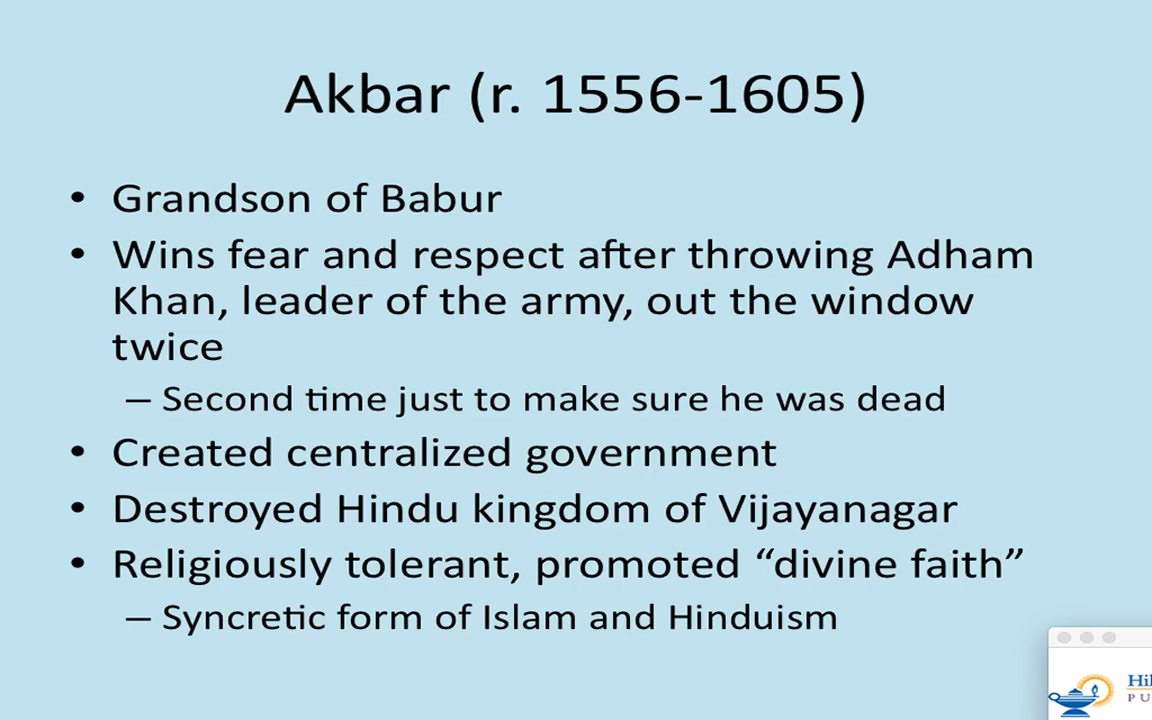 Akbar (r. 1556-1605)
• Grandson of Babur
• Wins fear and respect after throwing Adham
Khan, leader of the army, out the window
twice
– Second time just to make sure he was dead
• Created centralized government
• Destroyed Hindu kingdom of Vijayanagar
• Religiously tolerant, promoted “divine faith”
– Syncretic form of Islam and Hinduism